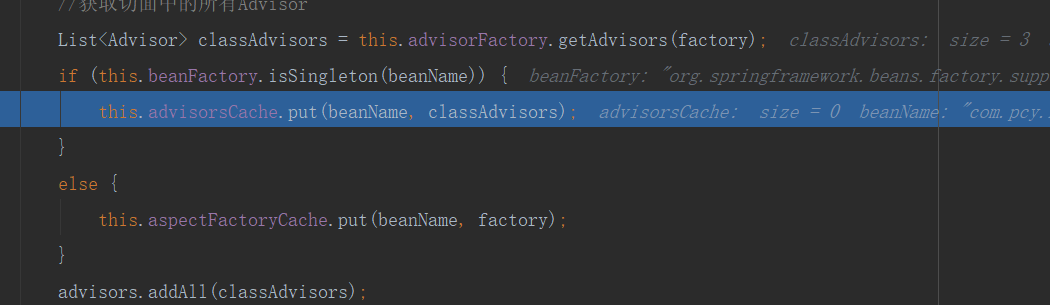 //获取切面中的所有Advisor
List<Advisor> classAdvisors = this.advisorFactory.getAdvisors(factory); classAdvisors: size = 3
if (this.beanFactory.isSingleton(beanName)) { beanFactory: "org.springframework.beans.factory.supp
this.advisorsCache.put(beanName, classAdvisors); advisorsCache: size = 0 beanName: "com.pcy.
}
else {
this.aspectFactoryCache.put(beanName, factory);
}
advisors.addAll(classAdvisors);